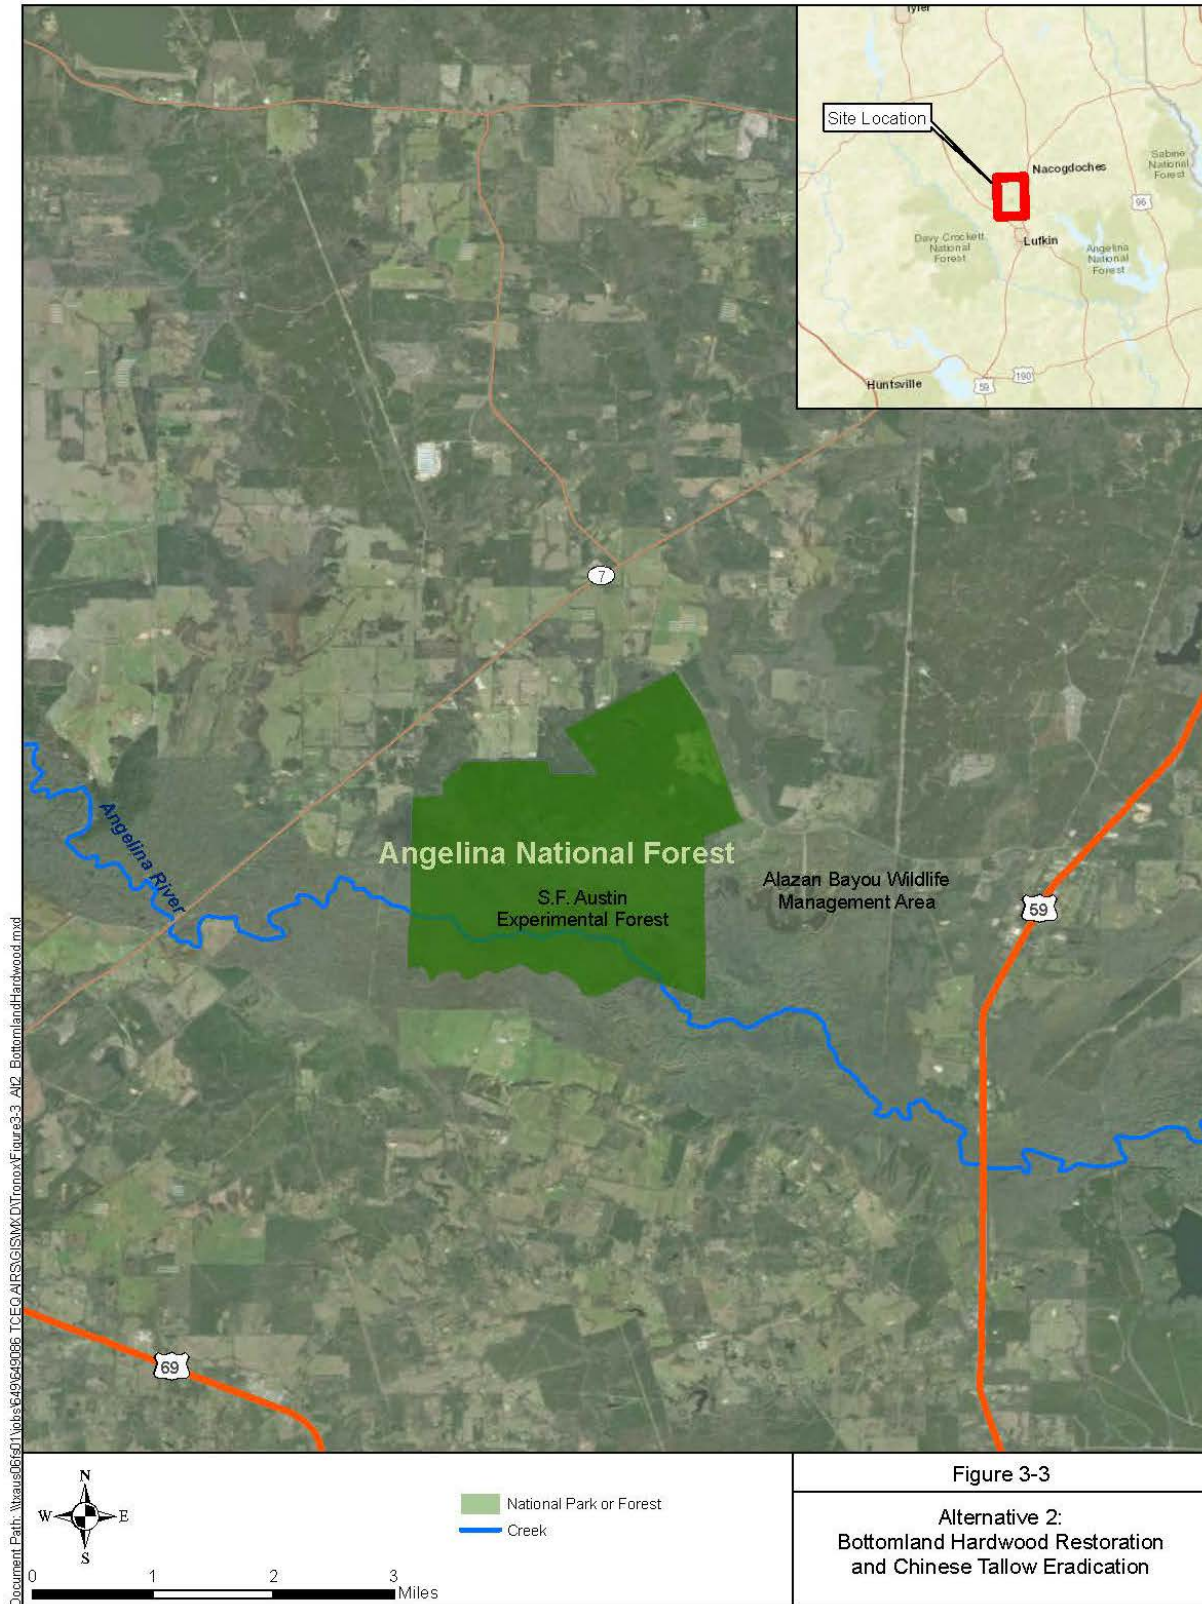 Tyler
Site Location
Nacogdoches
Sabine
National
Forest
96
Davy Crockett
National
Forest
Lufkin
Angelina
National
Forest
Huntsville
59
190
7
Angelina River
Angelina National Forest
S.F. Austin
Experimental Forest
Alazan Bayou Wildlife
Management Area
59
69
N
W
E
S
0 1 2 3
Miles
National Park or Forest
Creek
Figure 3-3
Alternative 2:
Bottomland Hardwood Restoration
and Chinese Tallow Eradication